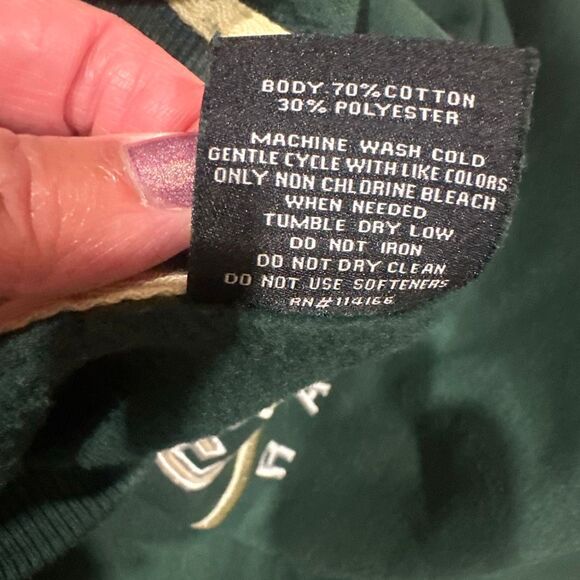 BODY 70% COTTON
30% POLYESTER
MACHINE WASH COLD
GENTLE CYCLE WITH LIKE COLORS
ONLY NON CHLORINE BLEACH
WHEN NEEDED
TUMBLE DRY LOW
DO NOT IRON
DO NOT DRY CLEAN
DO NOT USE SOFTENERS
RN# 114166